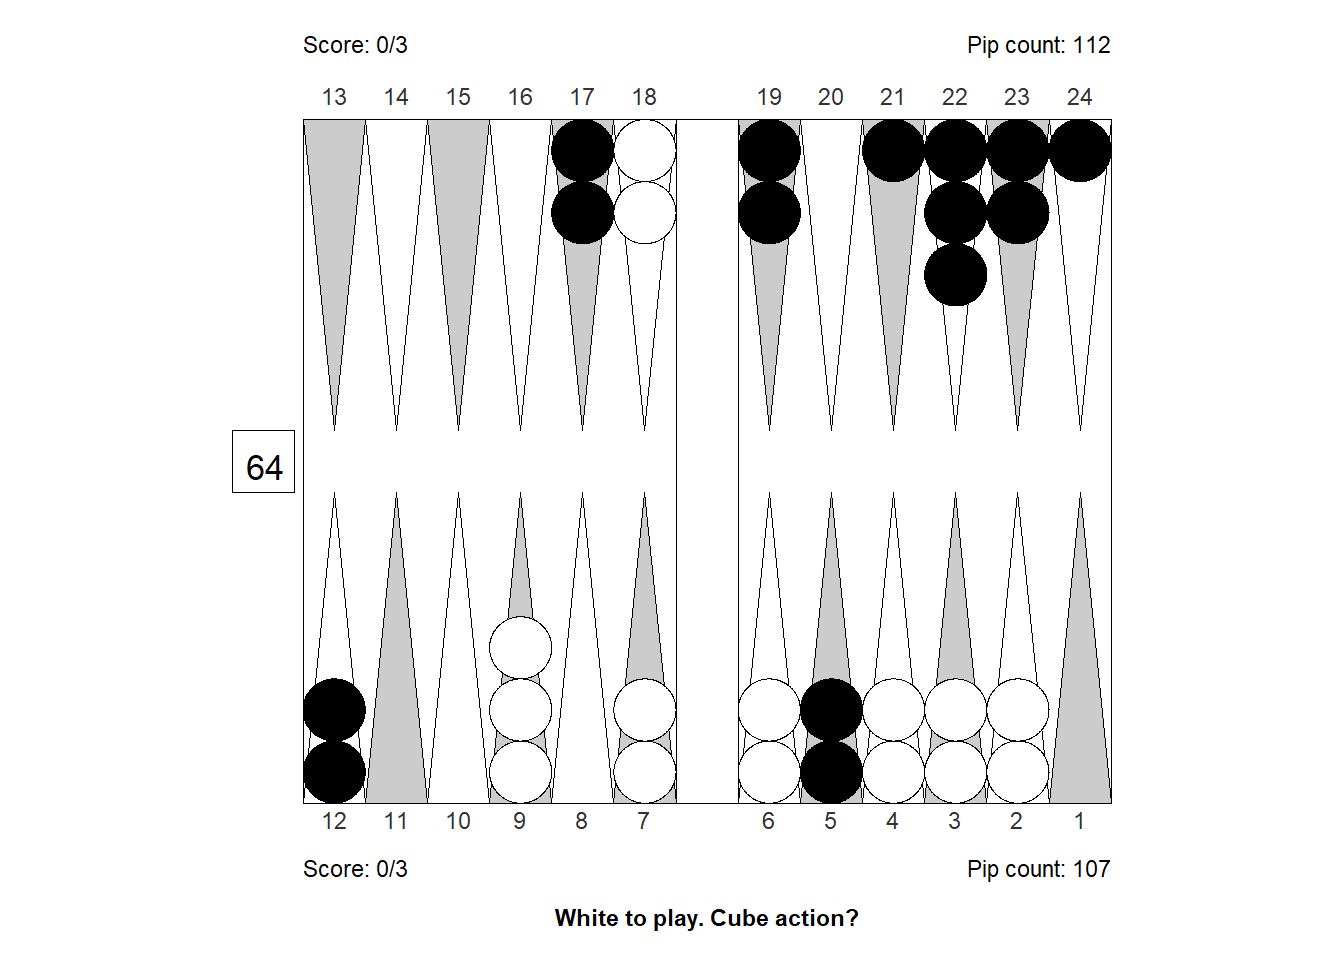 Score: 0/3 Pip count: 112
13 14 15 16 17 18 19 20 21 22 23 24
64
12 11 10 9 8 7 6 5 4 3 2 1
Score: 0/3 Pip count: 107
White to play. Cube action?